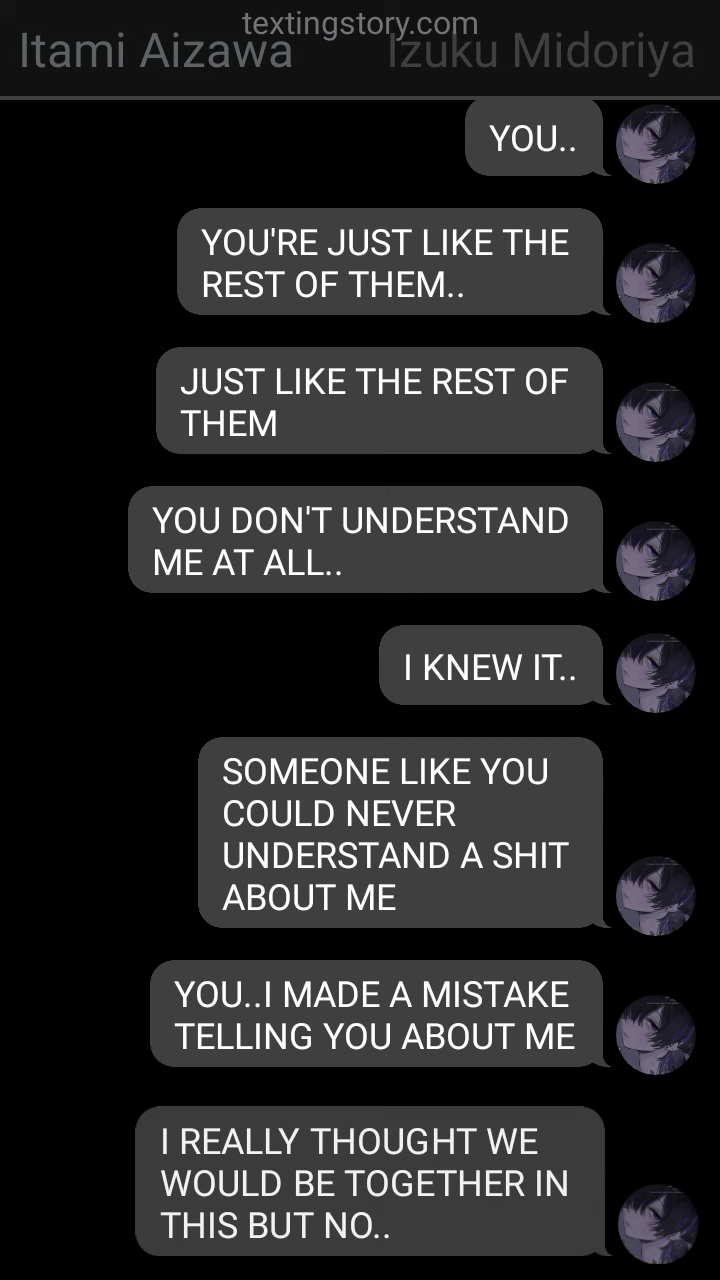 textingstory.com
Itami Aizawa Izuku Midoriya
YOU..
YOU'RE JUST LIKE THE
REST OF THEM..
JUST LIKE THE REST OF
THEM
YOU DON'T UNDERSTAND
ME AT ALL..
I KNEW IT..
SOMEONE LIKE YOU
COULD NEVER
UNDERSTAND A SHIT
ABOUT ME
YOU..I MADE A MISTAKE
TELLING YOU ABOUT ME
I REALLY THOUGHT WE
WOULD BE TOGETHER IN
THIS BUT NO..